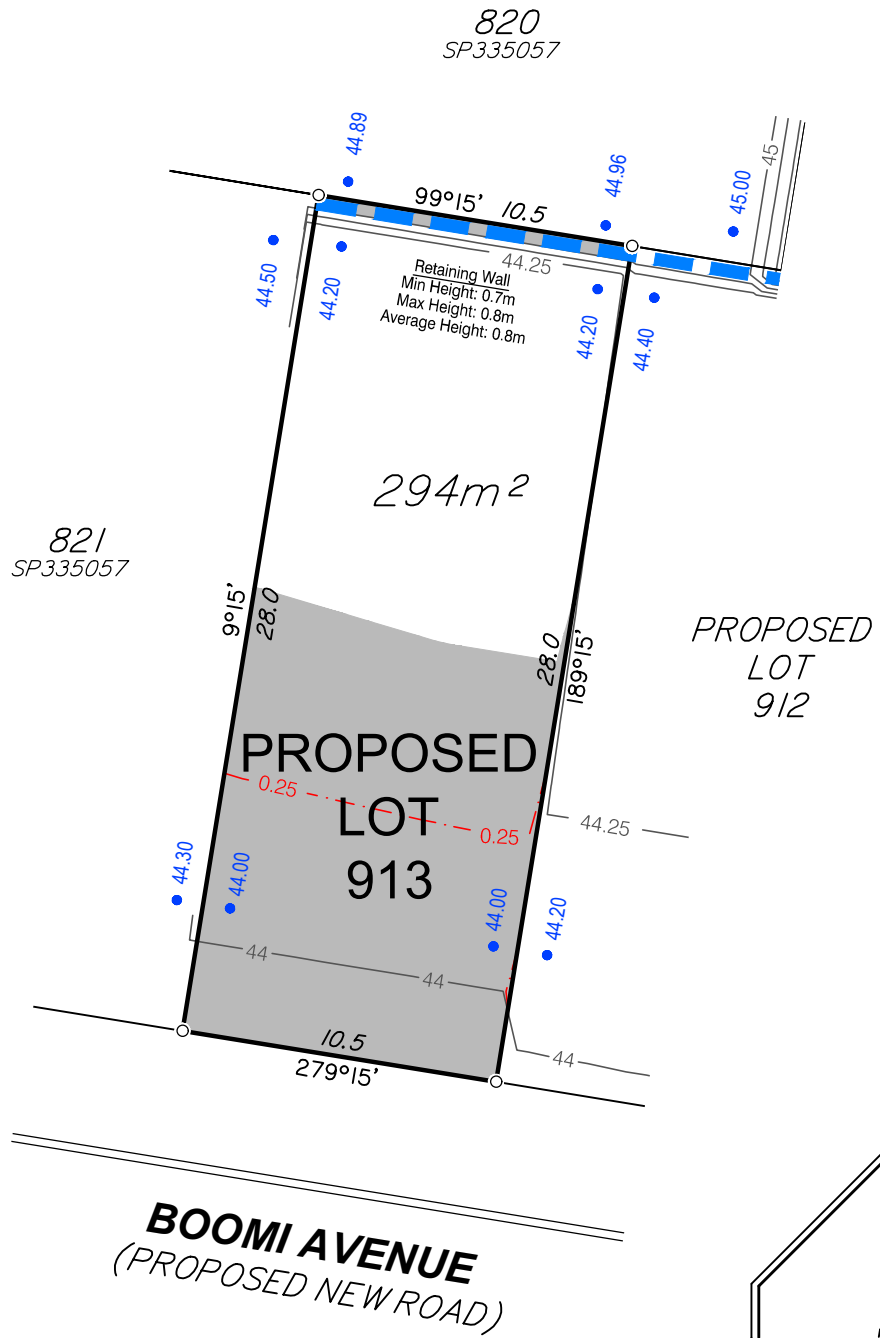 820
SP335057
44.89
44.96
45.00
45
99°15'
10.5
44.50
44.20
44.25
Retaining Wall
Min Height: 0.7m
Max Height: 0.8m
Average Height: 0.8m
44.20
44.40
294m²
821
SP335057
9°15'
28.0
28.0
189°15'
PROPOSED
LOT
912
PROPOSED
LOT
913
0.25
0.25
44.25
44.30
44.00
44.00
44.20
44
44
44
10.5
279°15'
BOOMI AVENUE
(PROPOSED NEW ROAD)